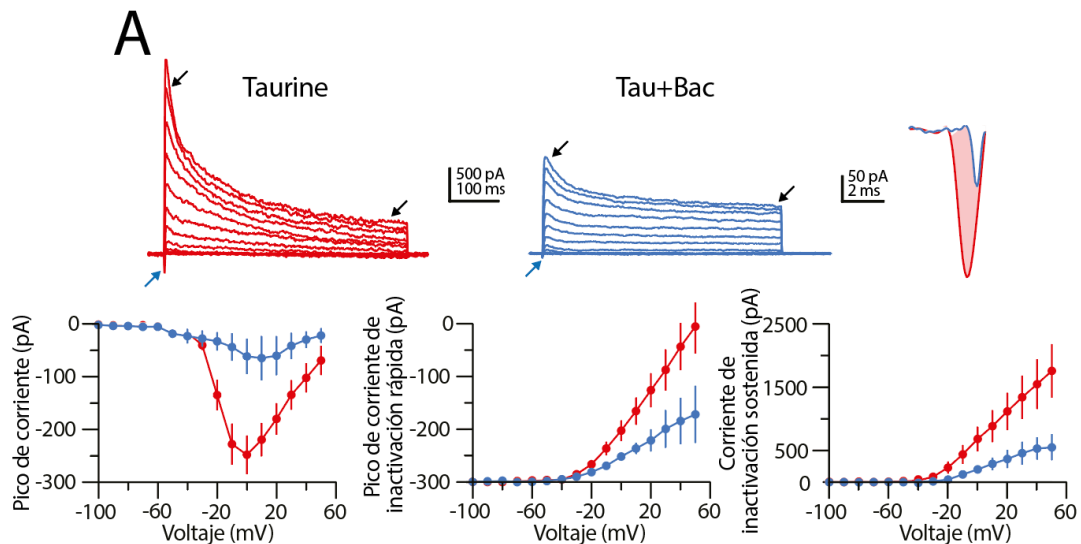 A
Taurine
Tau+Bac
500 pA
100 ms
50 pA
2 ms
Pico de corriente (pA)
0
-100
-200
-300
-100
-60
-20
20
60
Voltaje (mV)
Pico de corriente de
inactivación rápida (pA)
0
-100
-200
-300
-100
-60
-20
20
60
Voltaje (mV)
Corriente de
inactivación sostenida (pA)
2500
1500
500
0
-100
-60
-20
20
60
Voltaje (mV)